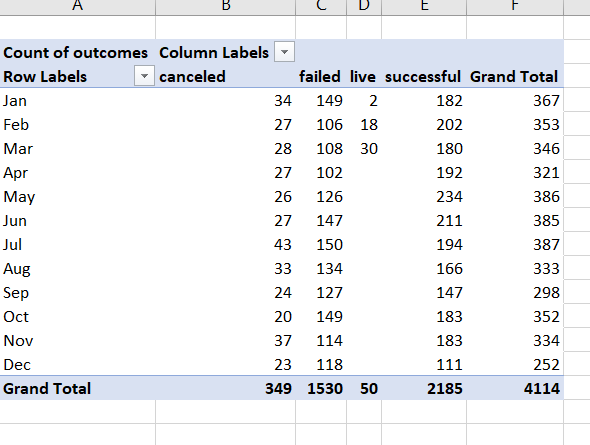 A B C D E F
Count of outcomes Column Labels
Row Labels canceled failed live successful Grand Total
Jan 34 149 2 182 367
Feb 27 106 18 202 353
Mar 28 108 30 180 346
Apr 27 102 192 321
May 26 126 234 386
Jun 27 147 211 385
Jul 43 150 194 387
Aug 33 134 166 333
Sep 24 127 147 298
Oct 20 149 183 352
Nov 37 114 183 334
Dec 23 118 111 252
Grand Total 349 1530 50 2185 4114